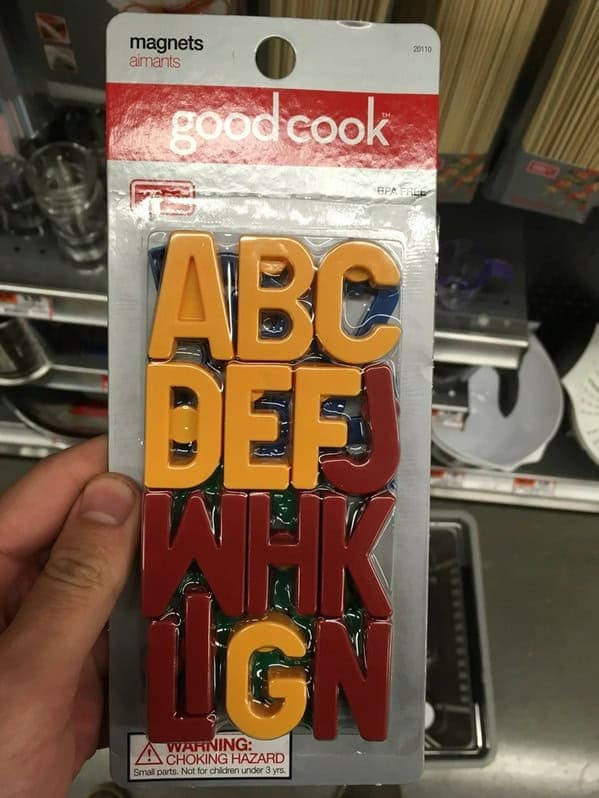 magnets
aimants
20110
good cook™
BPA FREE
ABC
DEFJ
WHK
LIGN
WARNING:
CHOKING HAZARD
Small parts. Not for children under 3 yrs.